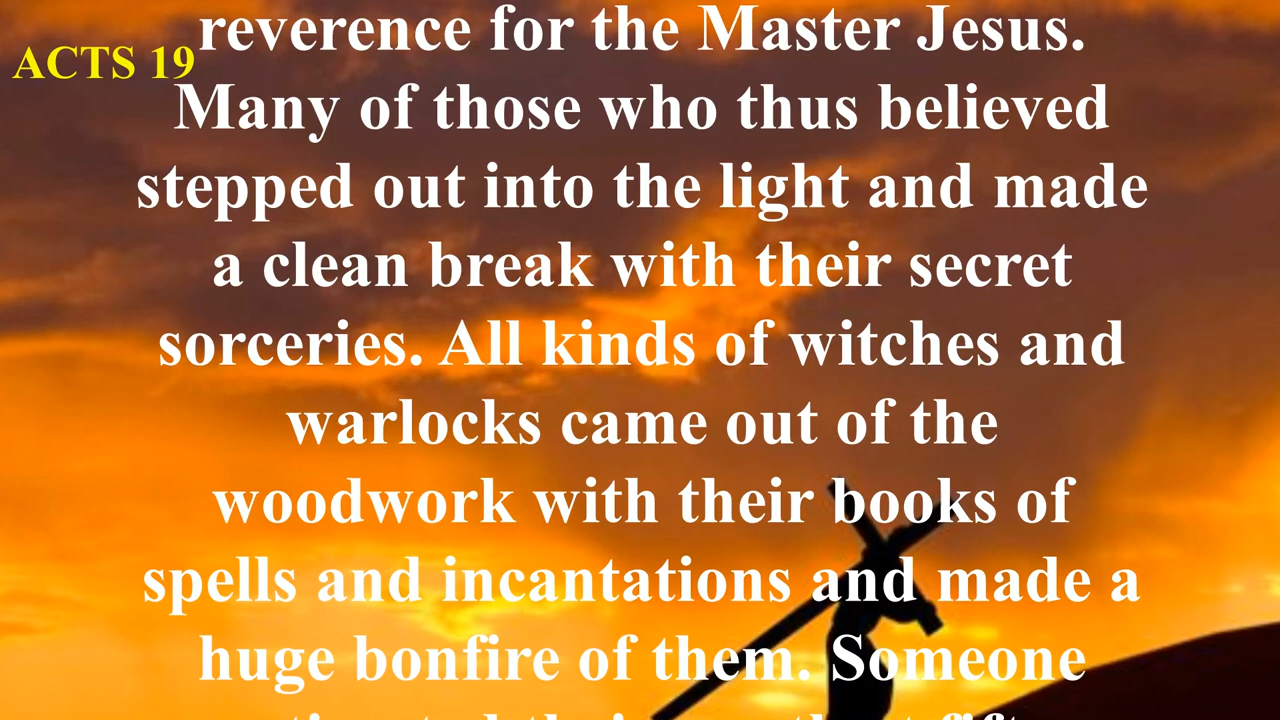 reverence for the Master Jesus.
ACTS 19
Many of those who thus believed
stepped out into the light and made
a clean break with their secret
sorceries. All kinds of witches and
warlocks came out of the
woodwork with their books of
spells and incantations and made a
huge bonfire of them. Someone